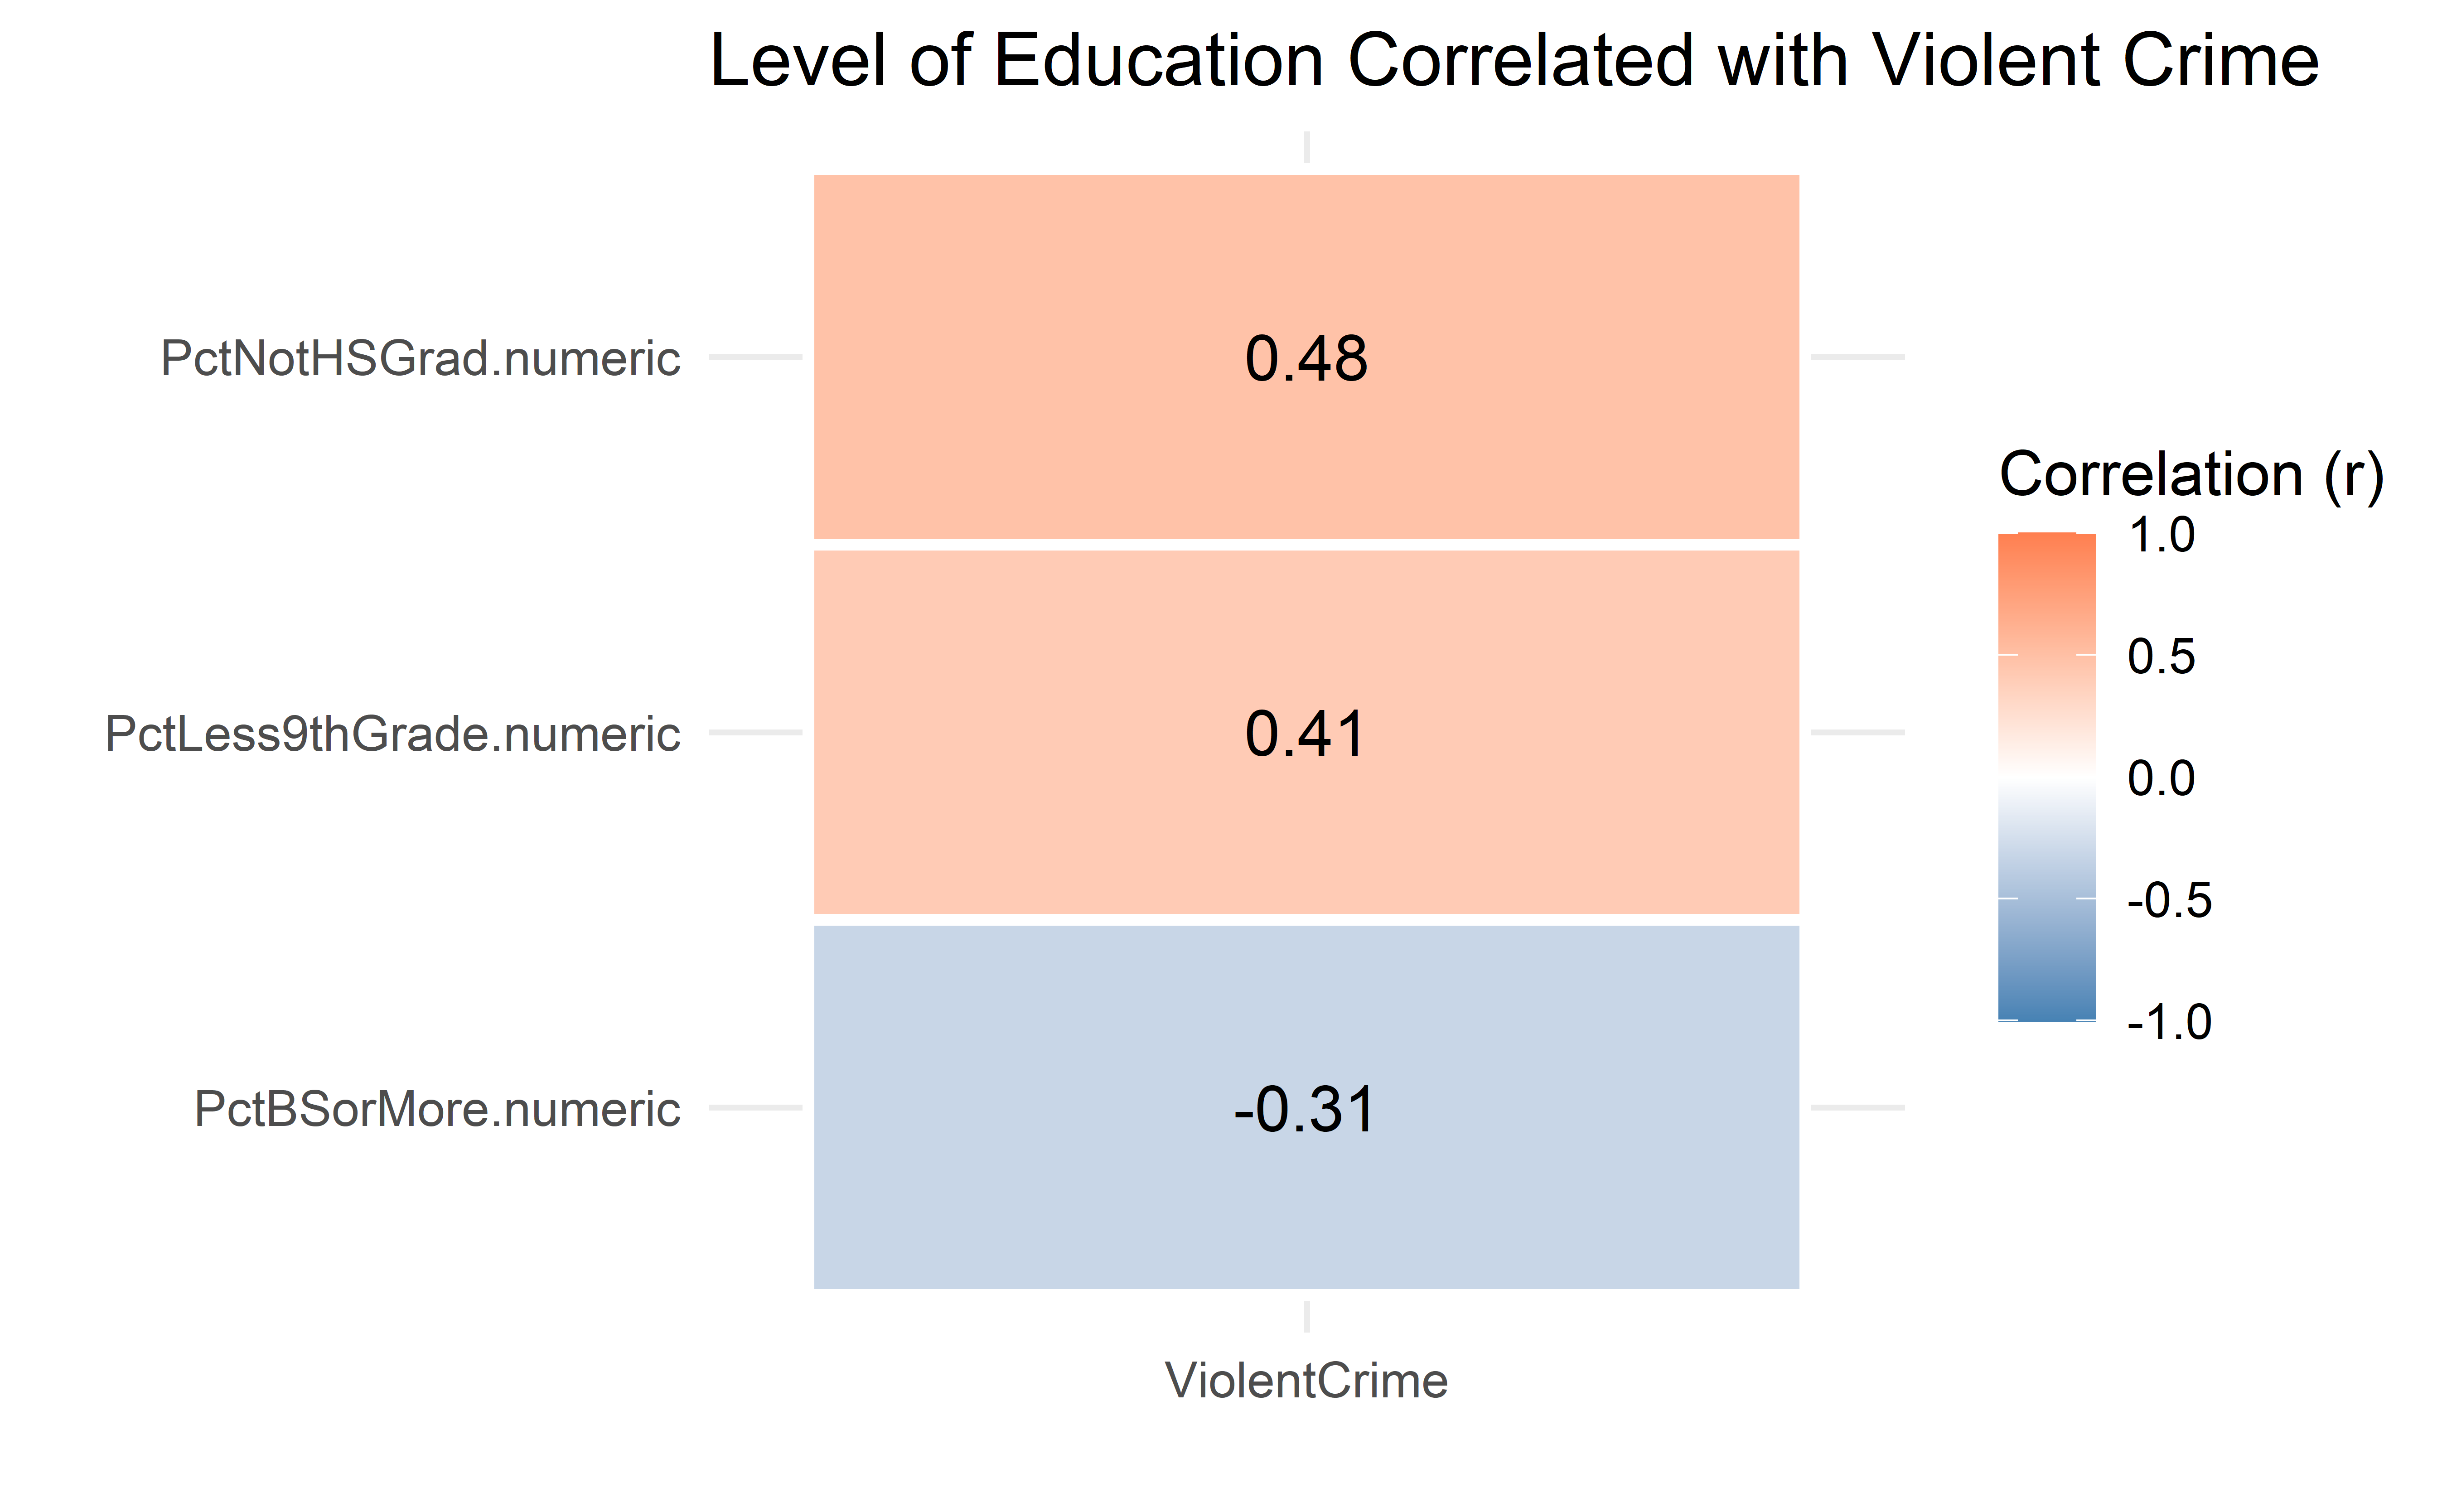 Level of Education Correlated with Violent Crime
PctNotHSGrad.numeric
0.48
PctLess9thGrade.numeric
0.41
PctBSorMore.numeric
-0.31
ViolentCrime
Correlation (r)
1.0
0.5
0.0
-0.5
-1.0